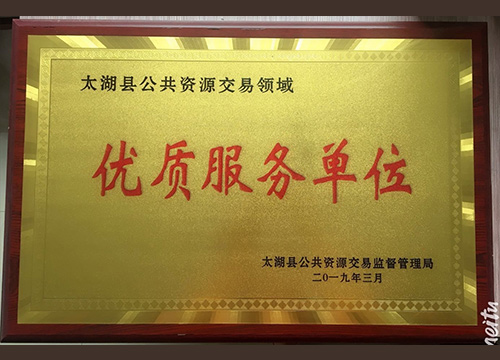 太湖县公共资源交易领域
优质服务单位
太湖县公共资源交易监督管理局
二〇一九年三月
meitu